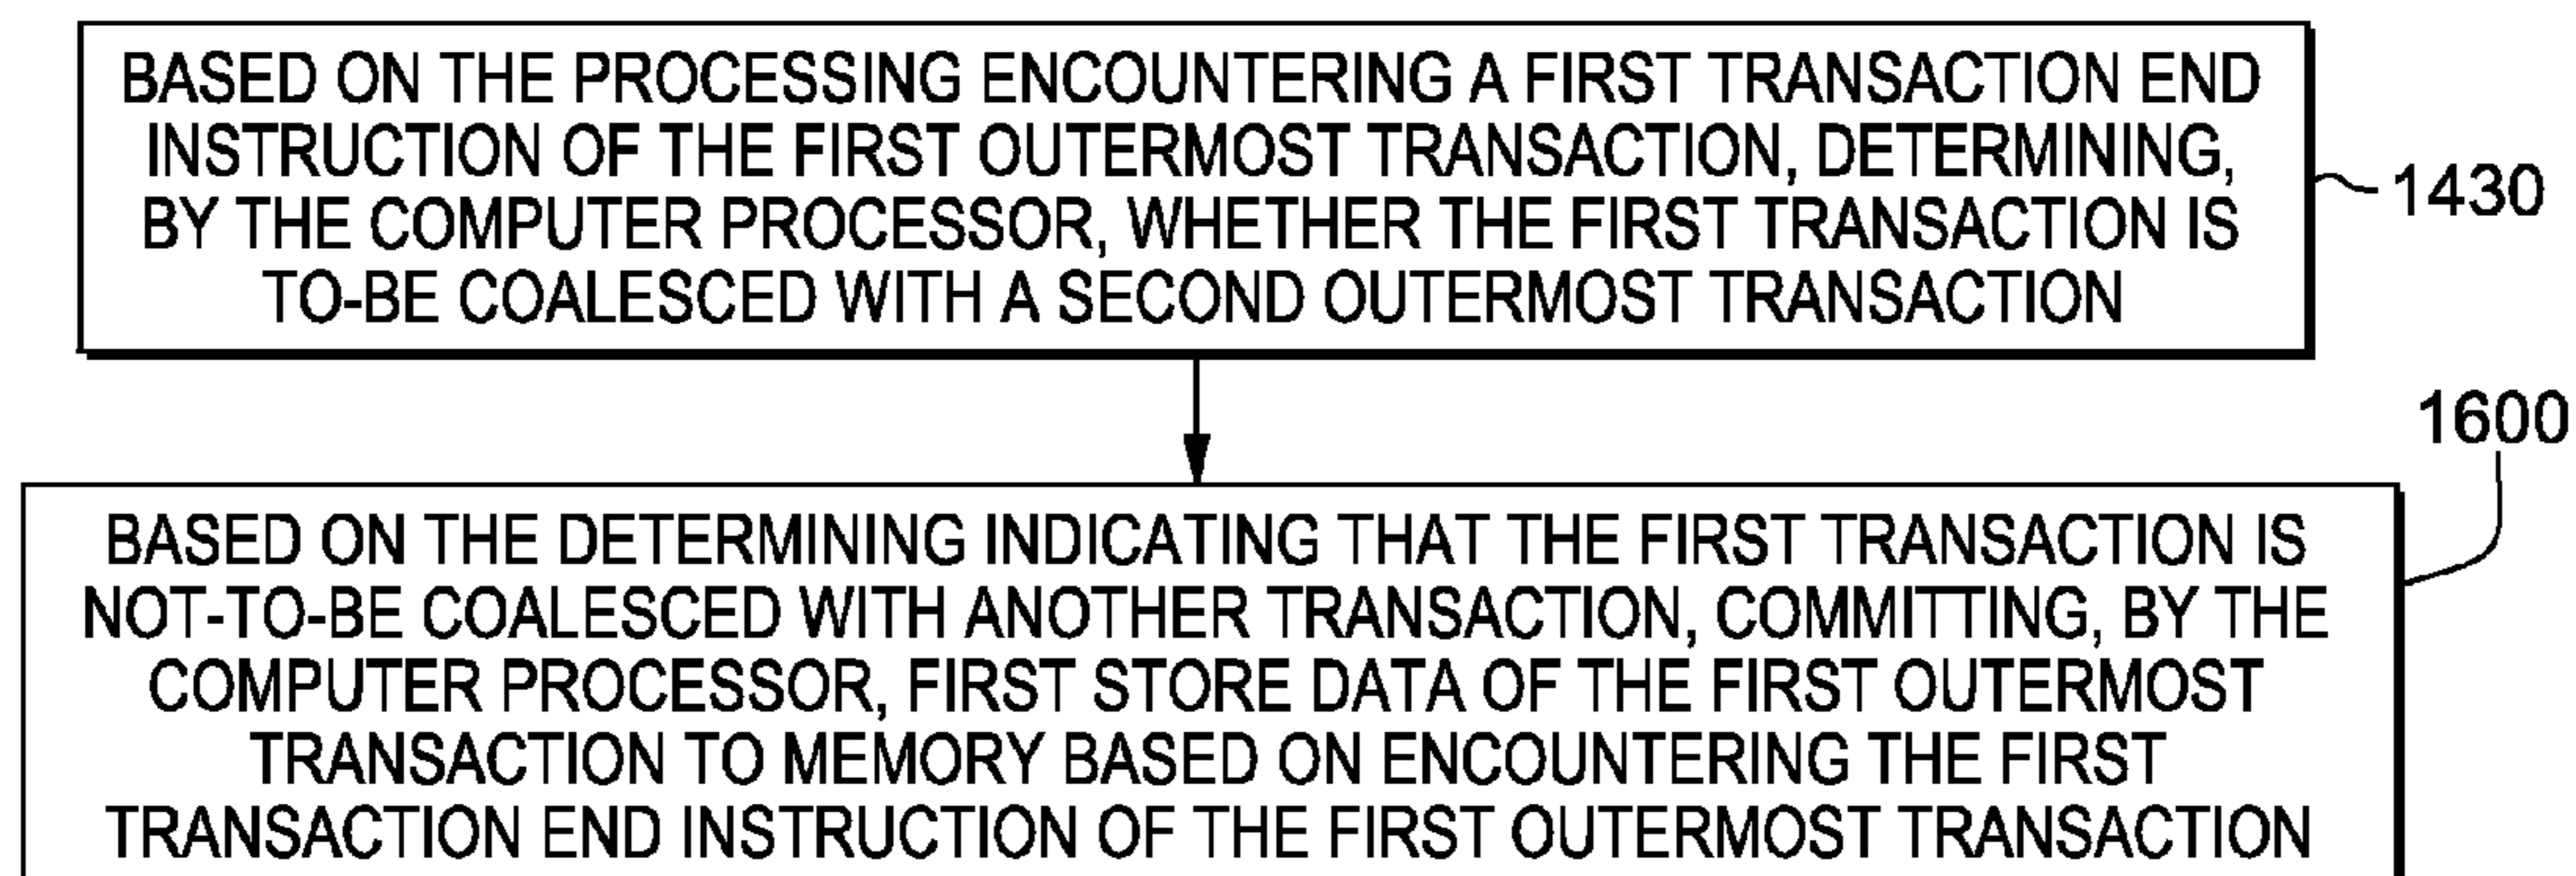 BASED ON THE PROCESSING ENCOUNTERING A FIRST TRANSACTION END
INSTRUCTION OF THE FIRST OUTERMOST TRANSACTION, DETERMINING,
BY THE COMPUTER PROCESSOR, WHETHER THE FIRST TRANSACTION IS
TO-BE COALESCED WITH A SECOND OUTERMOST TRANSACTION
1430
1600
BASED ON THE DETERMINING INDICATING THAT THE FIRST TRANSACTION IS
NOT-TO-BE COALESCED WITH ANOTHER TRANSACTION, COMMITTING, BY THE
COMPUTER PROCESSOR, FIRST STORE DATA OF THE FIRST OUTERMOST
TRANSACTION TO MEMORY BASED ON ENCOUNTERING THE FIRST
TRANSACTION END INSTRUCTION OF THE FIRST OUTERMOST TRANSACTION